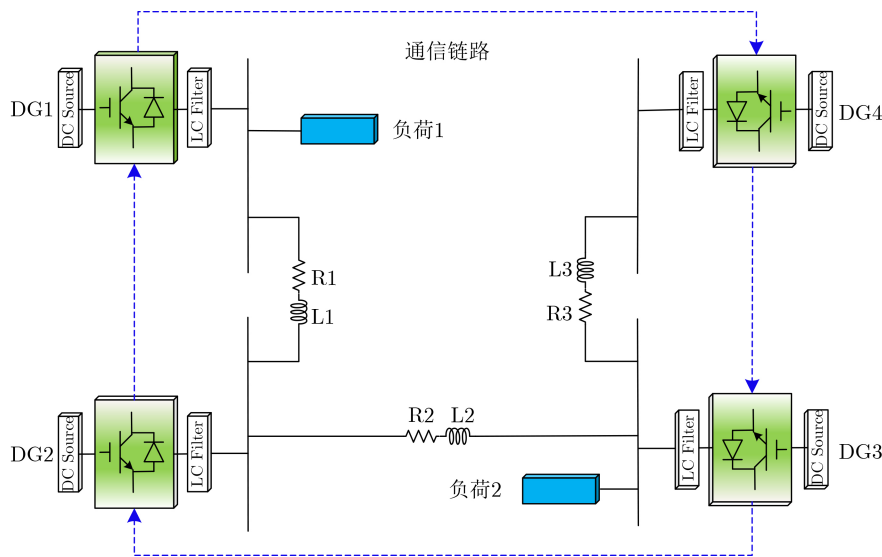 通信链路
DG1
DC Source
LC Filter
负荷1
LC Filter
DC Source
DG4
R1
L1
L3
R3
DG2
DC Source
LC Filter
R2
L2
负荷2
LC Filter
DC Source
DG3